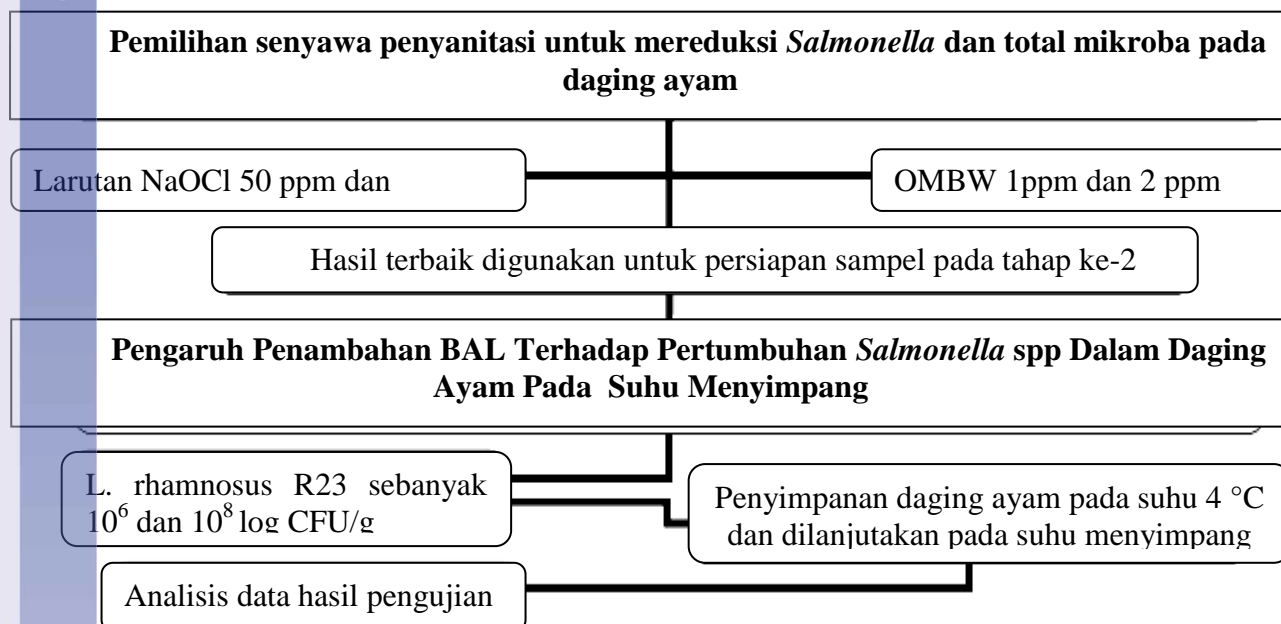 Pemilihan senyawa penyanitasi untuk mereduksi Salmonella dan total mikroba pada
daging ayam
Larutan NaOCl 50 ppm dan
OMBW 1ppm dan 2 ppm
Hasil terbaik digunakan untuk persiapan sampel pada tahap ke-2
Pengaruh Penambahan BAL Terhadap Pertumbuhan Salmonella spp Dalam Daging
Ayam Pada Suhu Menyimpang
L. rhamnosus R23 sebanyak
10⁶ dan 10⁸ log CFU/g
Penyimpanan daging ayam pada suhu 4 °C
dan dilanjutakan pada suhu menyimpang
Analisis data hasil pengujian